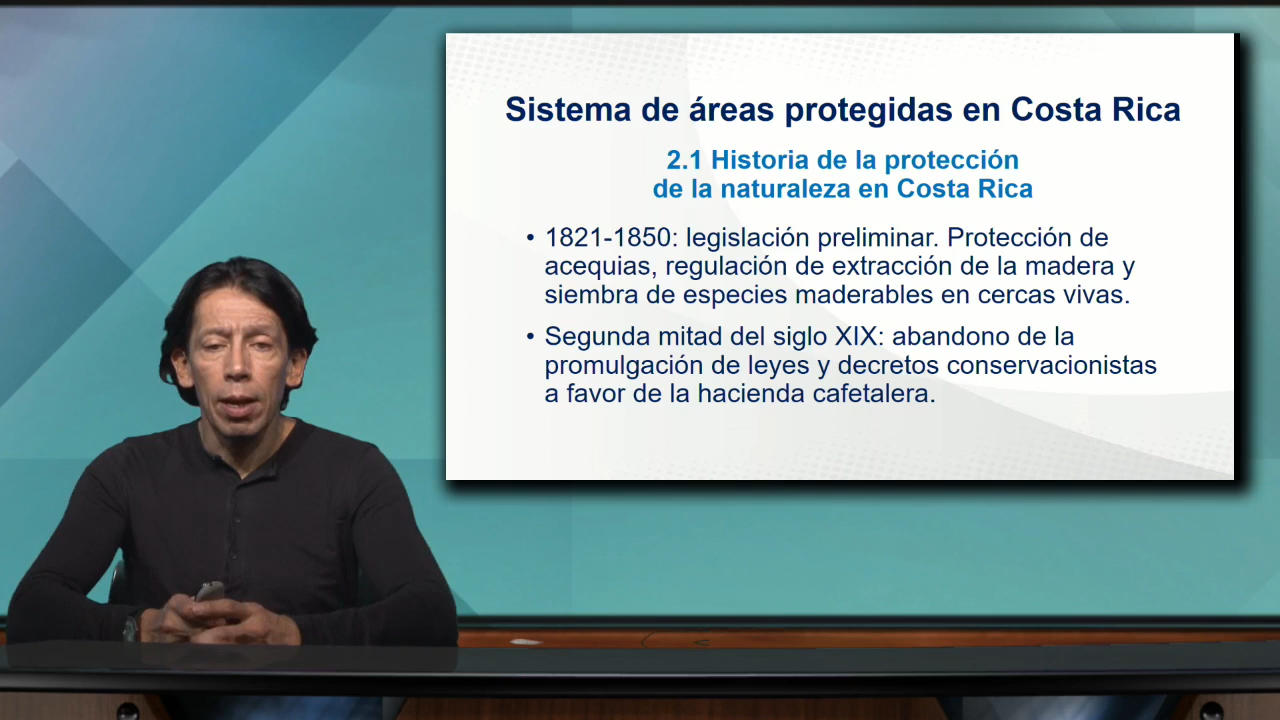 Sistema de áreas protegidas en Costa Rica
2.1 Historia de la protección
de la naturaleza en Costa Rica
• 1821-1850: legislación preliminar. Protección de
acequias, regulación de extracción de la madera y
siembra de especies maderables en cercas vivas.
• Segunda mitad del siglo XIX: abandono de la
promulgación de leyes y decretos conservacionistas
a favor de la hacienda cafetalera.